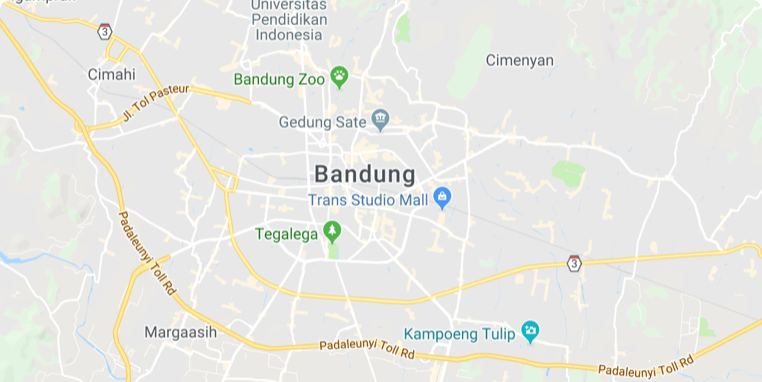 Universitas
Pendidikan
Indonesia
3
Cimahi
Cimenyan
Bandung Zoo
Jl. Tol Pasteur
Gedung Sate
Bandung
Trans Studio Mall
Tegalega
Padaleunyi Toll Rd
3
Margaasih
Kampoeng Tulip
Padaleunyi Toll Rd
Padaleunyi Toll Rd